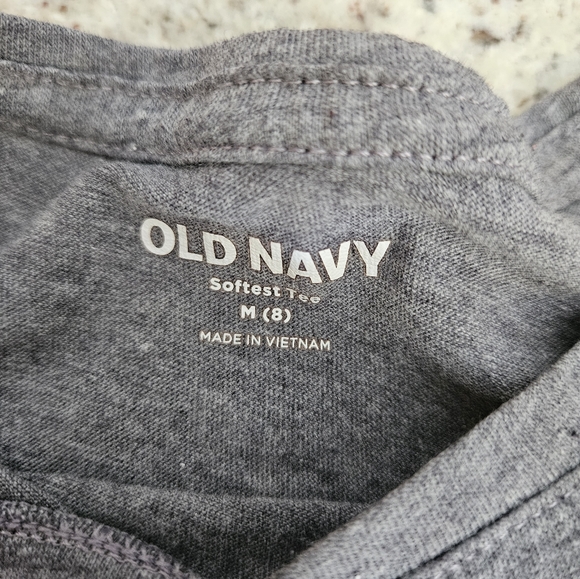 OLD NAVY
Softest Tee
M (8)
MADE IN VIETNAM